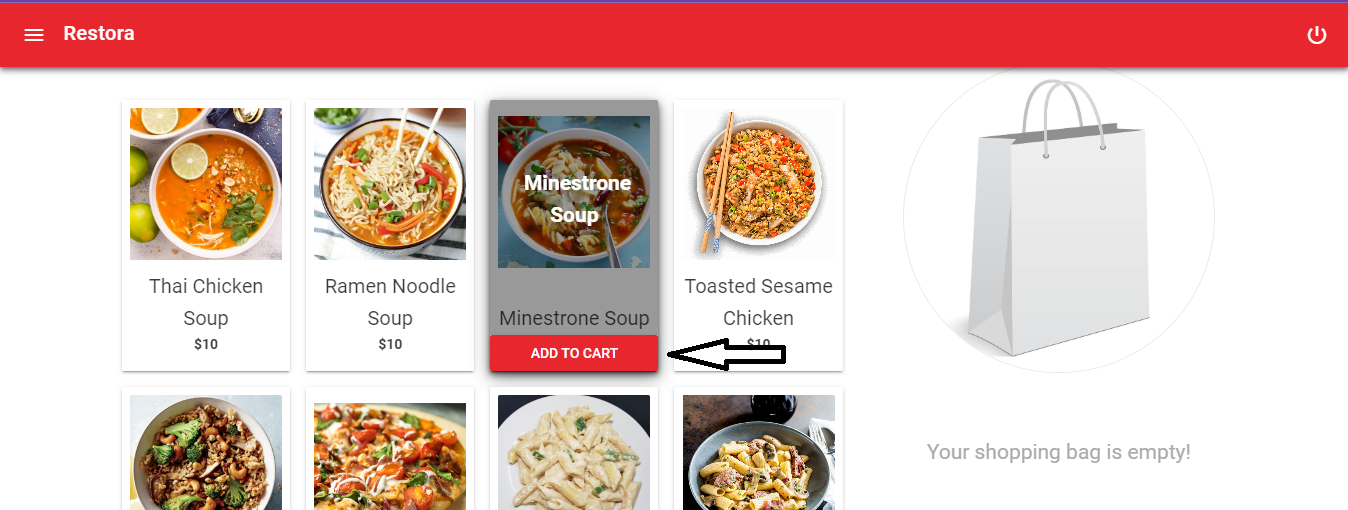 Restora
Minestrone
Soup
Thai Chicken
Soup
$10
Ramen Noodle
Soup
$10
Minestrone Soup
ADD TO CART
Toasted Sesame
Chicken
$10
Your shopping bag is empty!